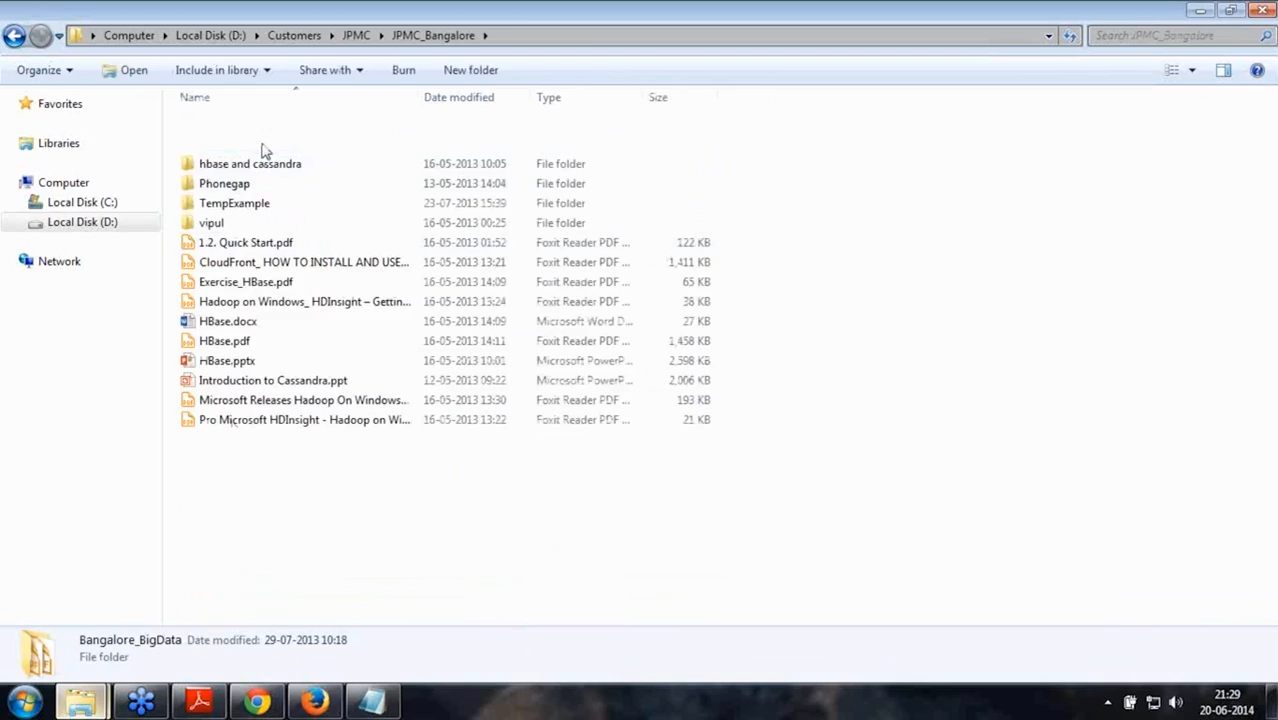 Computer Local Disk (D:) Customers JPMC JPMC_Bangalore Search JPMC_Bangalore
Organize Open Include in library Share with Burn New folder
Name Date modified Type Size
Favorites
Libraries
Computer
Local Disk (C:)
Local Disk (D:)
Network
hbase and cassandra 16-05-2013 10:05 File folder
Phonegap 13-05-2013 14:04 File folder
TempExample 23-07-2013 15:39 File folder
vipul 16-05-2013 00:25 File folder
1.2. Quick Start.pdf 16-05-2013 01:52 Foxit Reader PDF ... 122 KB
CloudFront_ HOW TO INSTALL AND USE... 16-05-2013 13:21 Foxit Reader PDF ... 1,411 KB
Exercise_HBase.pdf 16-05-2013 14:09 Foxit Reader PDF ... 65 KB
Hadoop on Windows_ HDInsight – Gettin... 16-05-2013 13:24 Foxit Reader PDF ... 38 KB
HBase.docx 16-05-2013 14:09 Microsoft Word D... 27 KB
HBase.pdf 16-05-2013 14:11 Foxit Reader PDF ... 1,458 KB
HBase.pptx 16-05-2013 10:01 Microsoft PowerP... 2,598 KB
Introduction to Cassandra.ppt 12-05-2013 09:22 Microsoft PowerP... 2,006 KB
Microsoft Releases Hadoop On Windows... 16-05-2013 13:30 Foxit Reader PDF ... 193 KB
Pro Microsoft HDInsight - Hadoop on Wi... 16-05-2013 13:22 Foxit Reader PDF ... 21 KB
Bangalore_BigData Date modified: 29-07-2013 10:18
File folder
21:29
20-06-2014